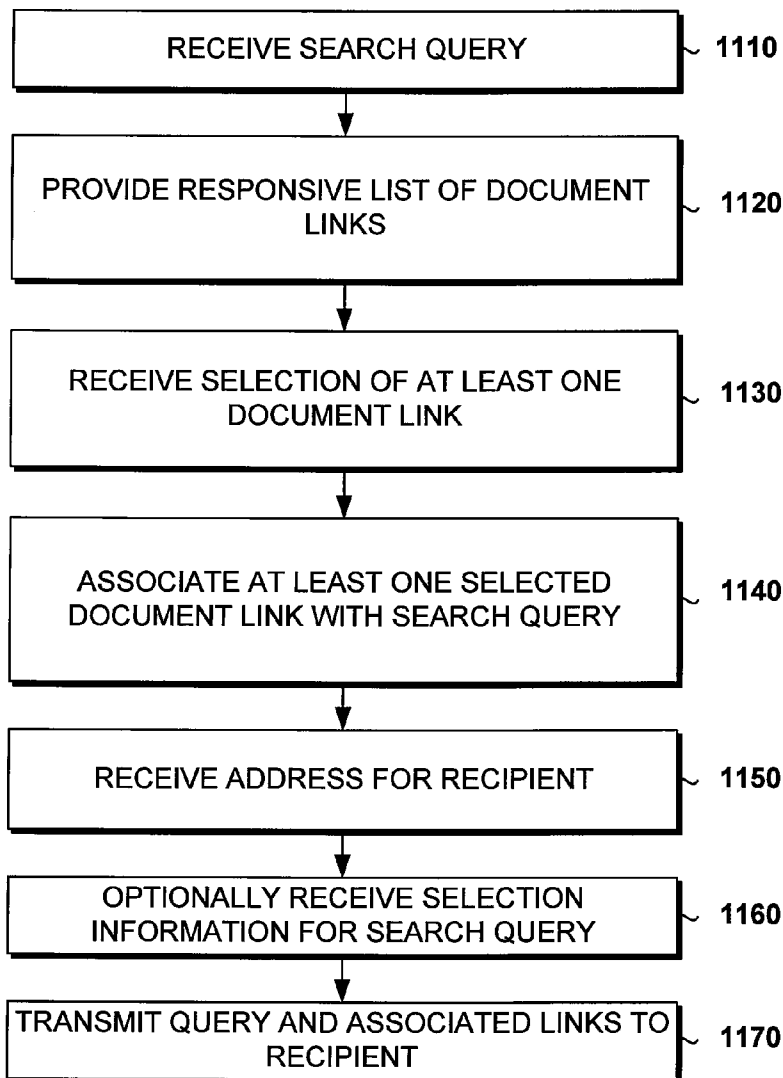 RECEIVE SEARCH QUERY
1110
PROVIDE RESPONSIVE LIST OF DOCUMENT
LINKS
1120
RECEIVE SELECTION OF AT LEAST ONE
DOCUMENT LINK
1130
ASSOCIATE AT LEAST ONE SELECTED
DOCUMENT LINK WITH SEARCH QUERY
1140
RECEIVE ADDRESS FOR RECIPIENT
1150
OPTIONALLY RECEIVE SELECTION
INFORMATION FOR SEARCH QUERY
1160
TRANSMIT QUERY AND ASSOCIATED LINKS TO
RECIPIENT
1170